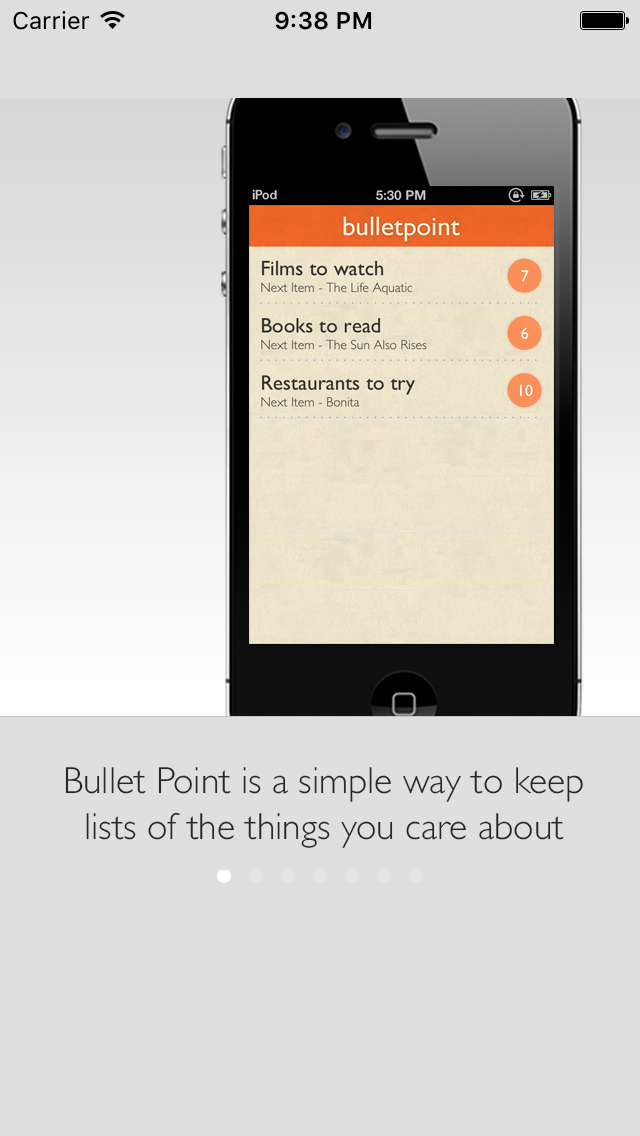 Carrier 9:38 PM
iPod 5:30 PM
bulletpoint
Films to watch
Next Item - The Life Aquatic
7
Books to read
Next Item - The Sun Also Rises
6
Restaurants to try
Next Item - Bonita
10
Bullet Point is a simple way to keep
lists of the things you care about